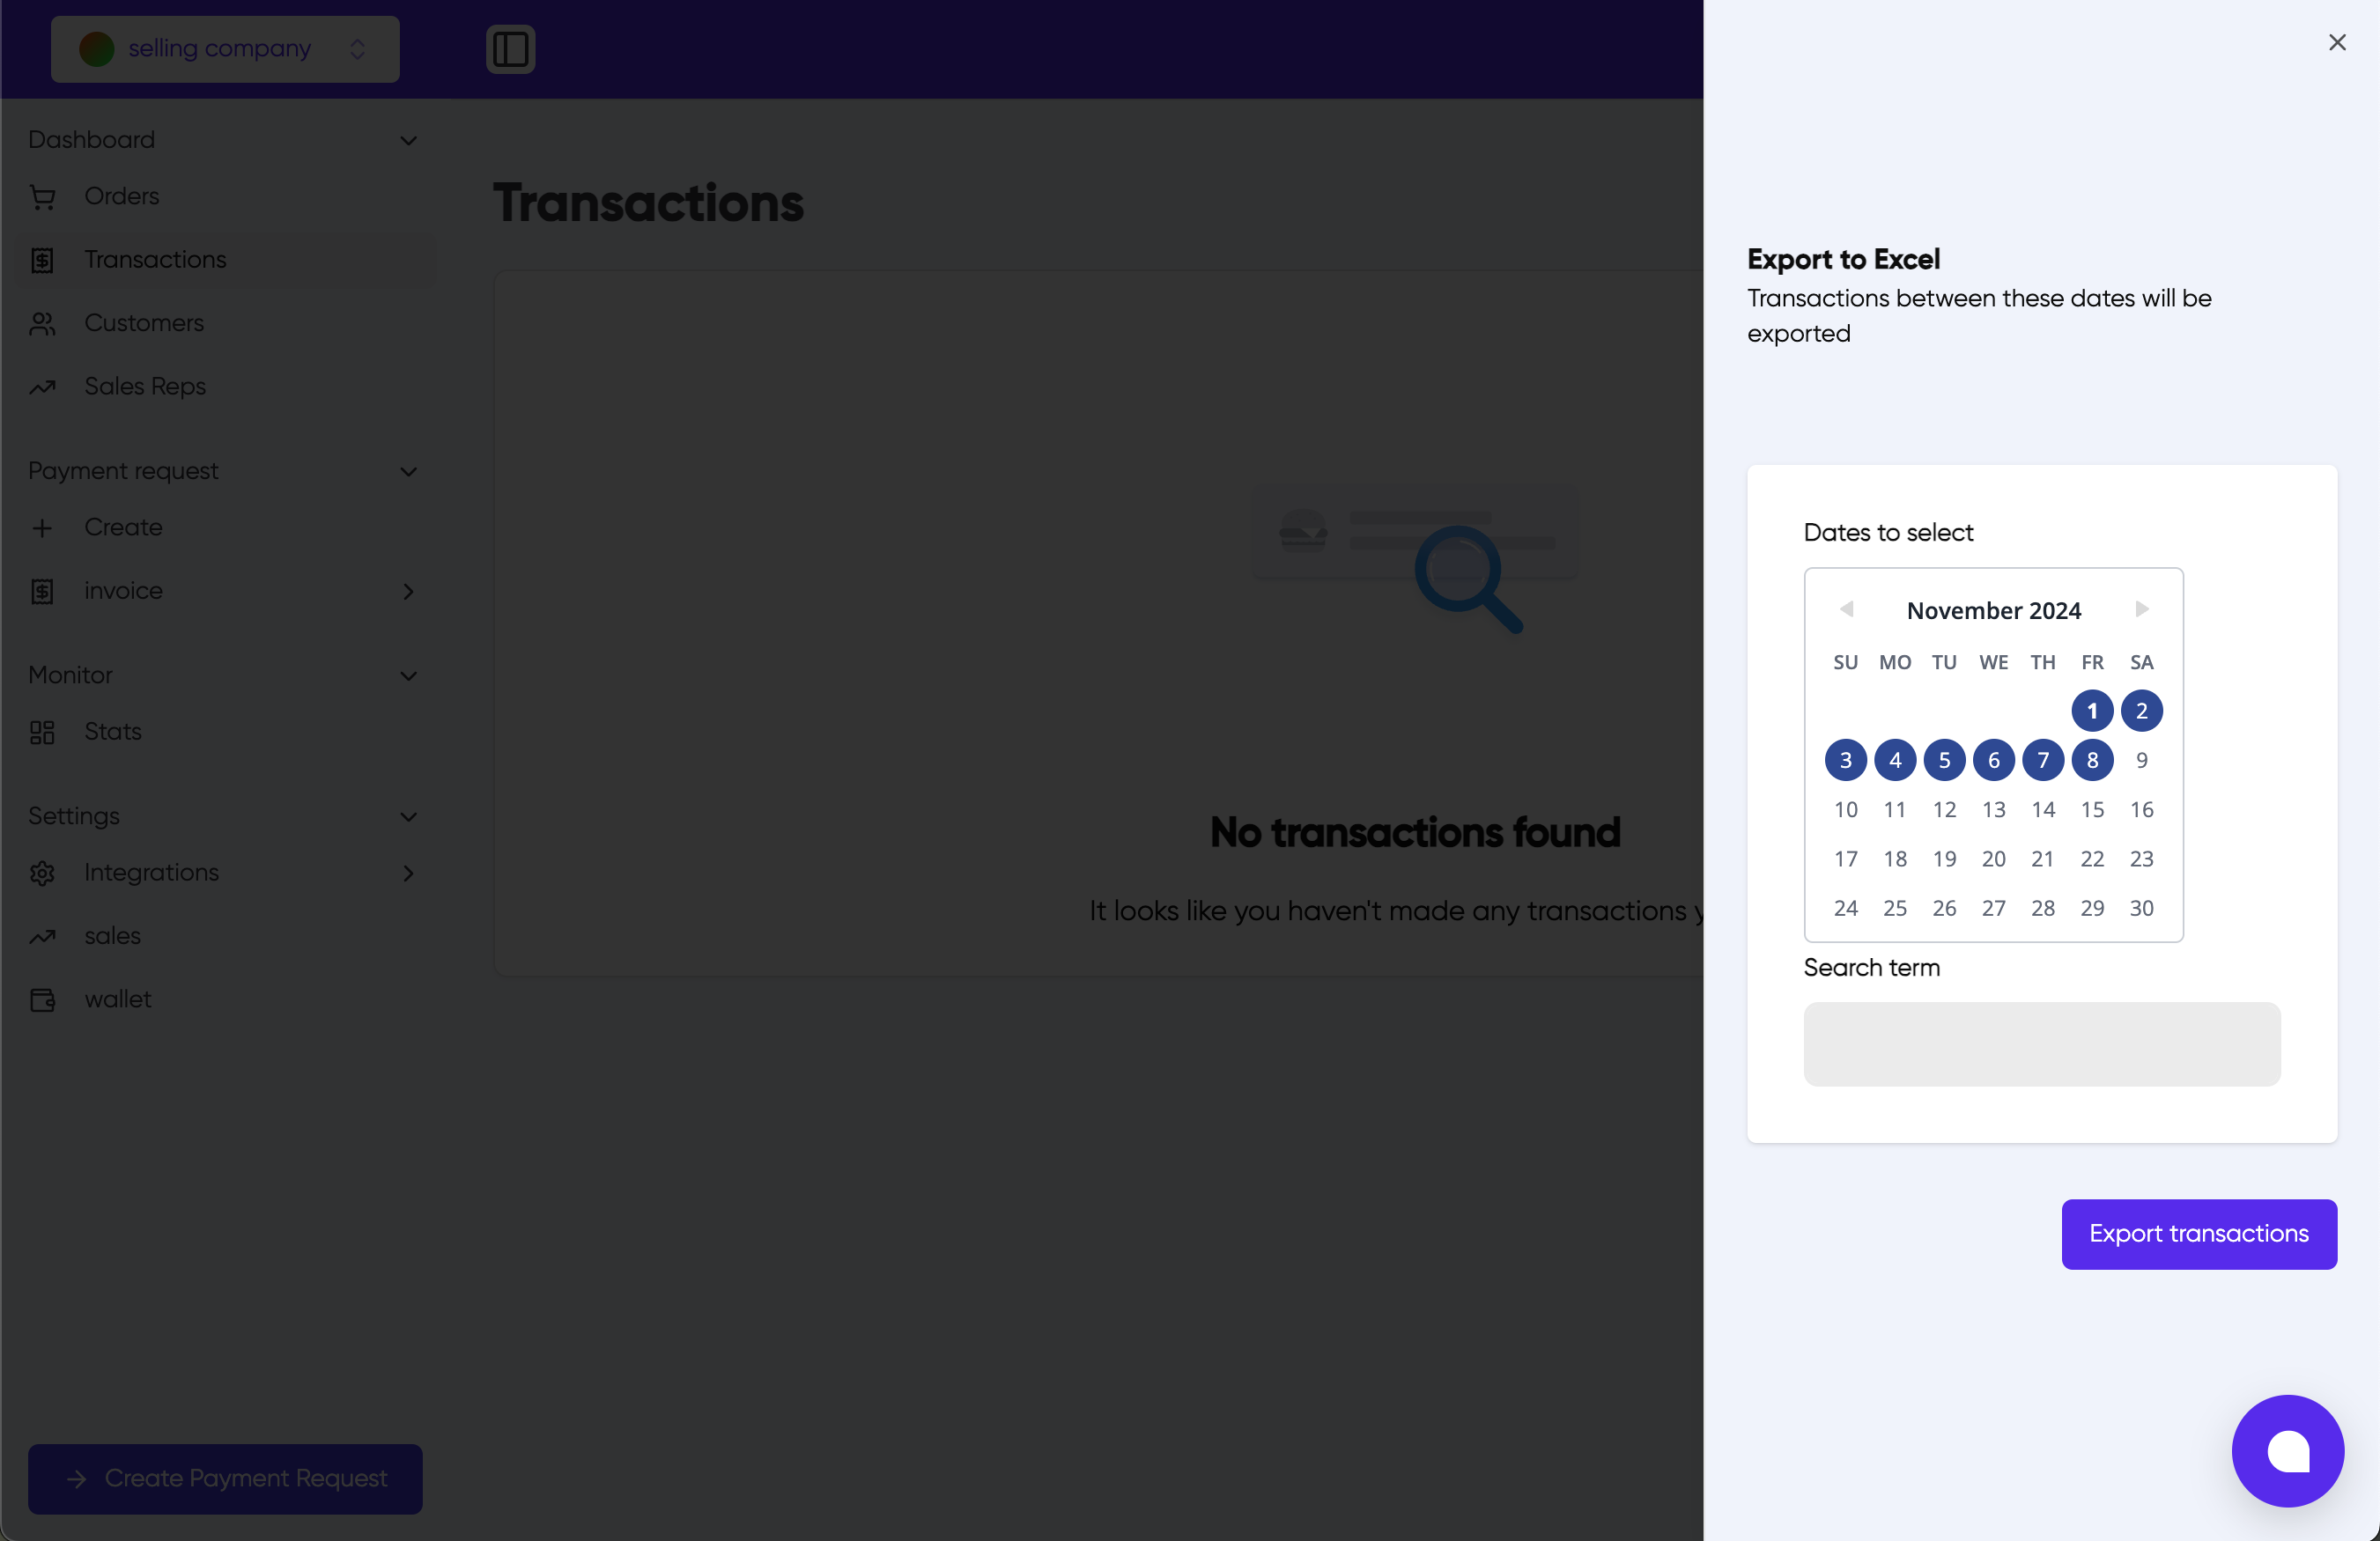 selling company
Dashboard
Orders
Transactions
Customers
Sales Reps
Payment request
Create
invoice
Monitor
Stats
Settings
Integrations
sales
wallet
Create Payment Request
Transactions
No transactions found
It looks like you haven't made any transactions
Export to Excel
Transactions between these dates will be
exported
Dates to select
November 2024
SU MO TU WE TH FR SA
1 2
3 4 5 6 7 8 9
10 11 12 13 14 15 16
17 18 19 20 21 22 23
24 25 26 27 28 29 30
Search term
Export transactions